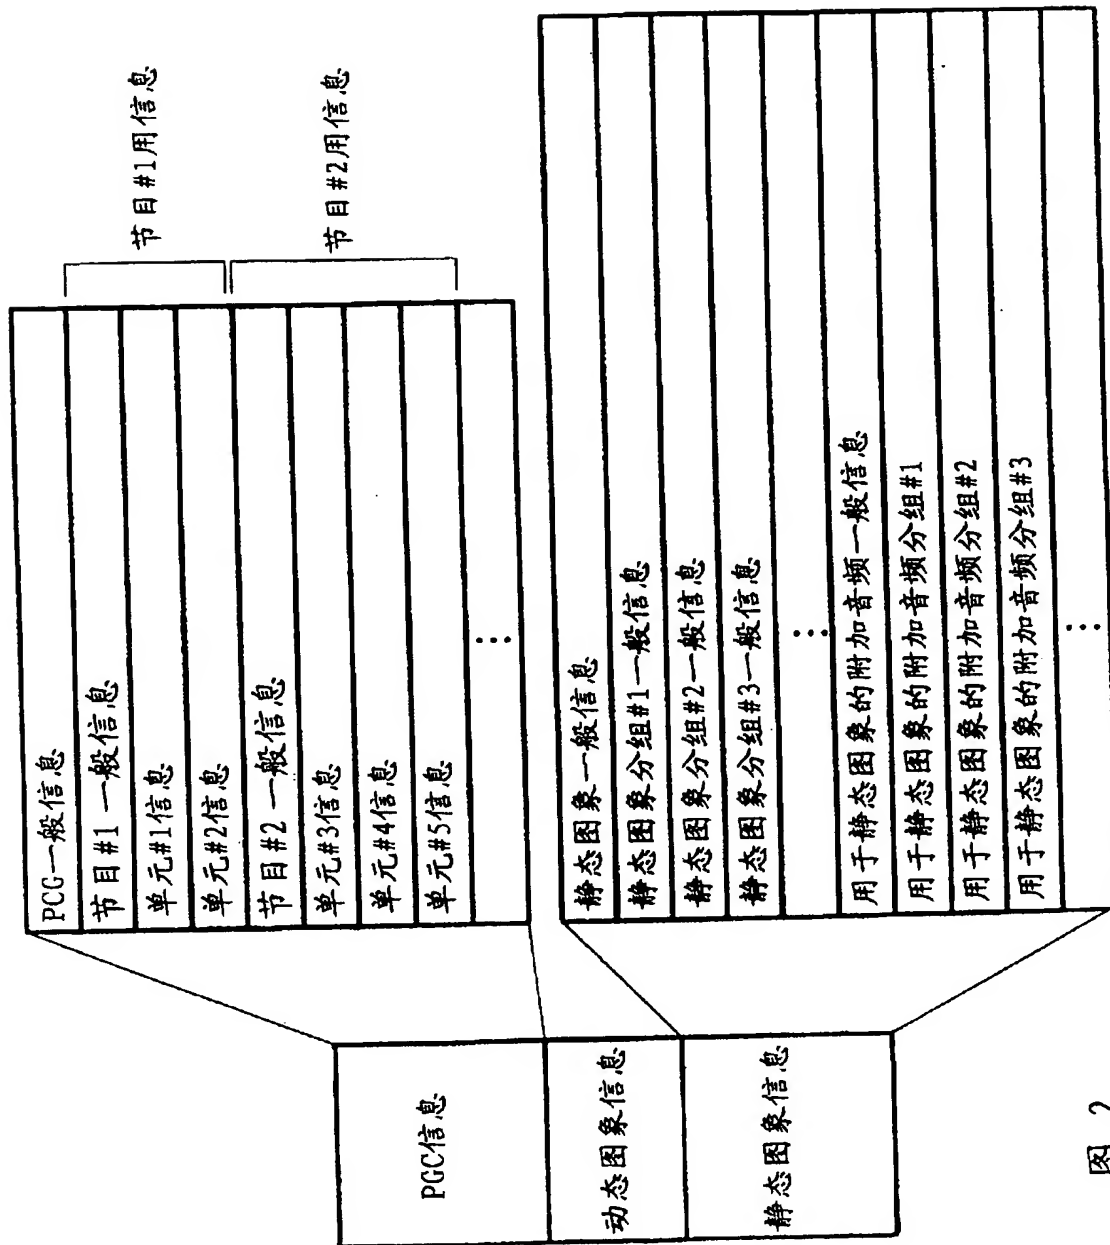 PGC信息
动态图象信息
静态图象信息
PCG一般信息
节目#1 一般信息
单元#1信息
单元#2信息
节目#2 一般信息
单元#3信息
单元#4信息
单元#5信息
⋮
节目#1用信息
节目#2用信息
静态图象一般信息
静态图象分组#1一般信息
静态图象分组#2一般信息
静态图象分组#3一般信息
⋮
用于静态图象的附加音频一般信息
用于静态图象的附加音频分组#1
用于静态图象的附加音频分组#2
用于静态图象的附加音频分组#3
⋮
图 2